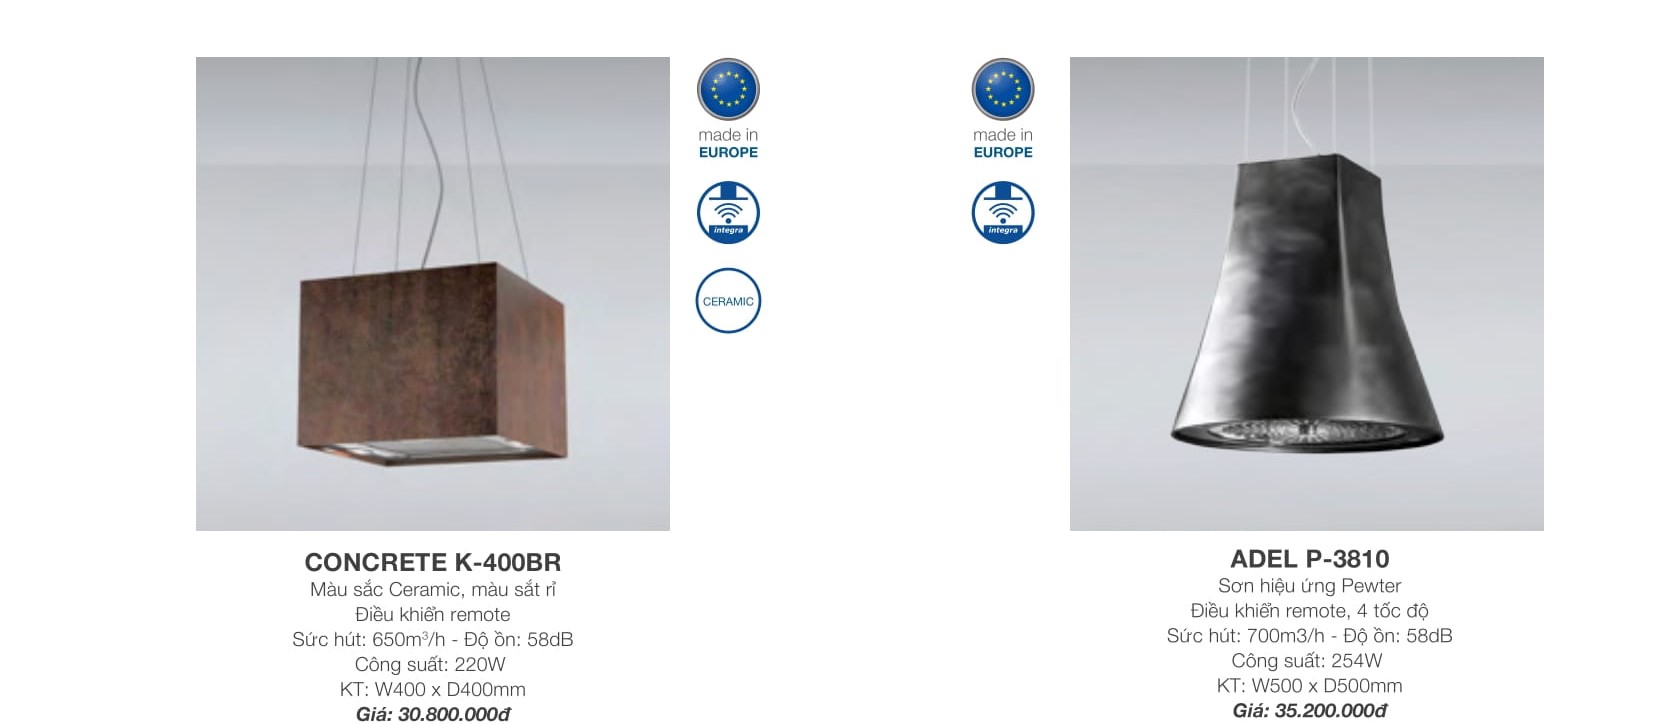 made in
EUROPE
integra
CERAMIC
CONCRETE K-400BR
Màu sắc Ceramic, màu sắt rỉ
Điều khiển remote
Sức hút: 650m³/h - Độ ồn: 58dB
Công suất: 220W
KT: W400 x D400mm
Giá: 30.800.000đ
made in
EUROPE
integra
ADEL P-3810
Sơn hiệu ứng Pewter
Điều khiển remote, 4 tốc độ
Sức hút: 700m3/h - Độ ồn: 58dB
Công suất: 254W
KT: W500 x D500mm
Giá: 35.200.000đ